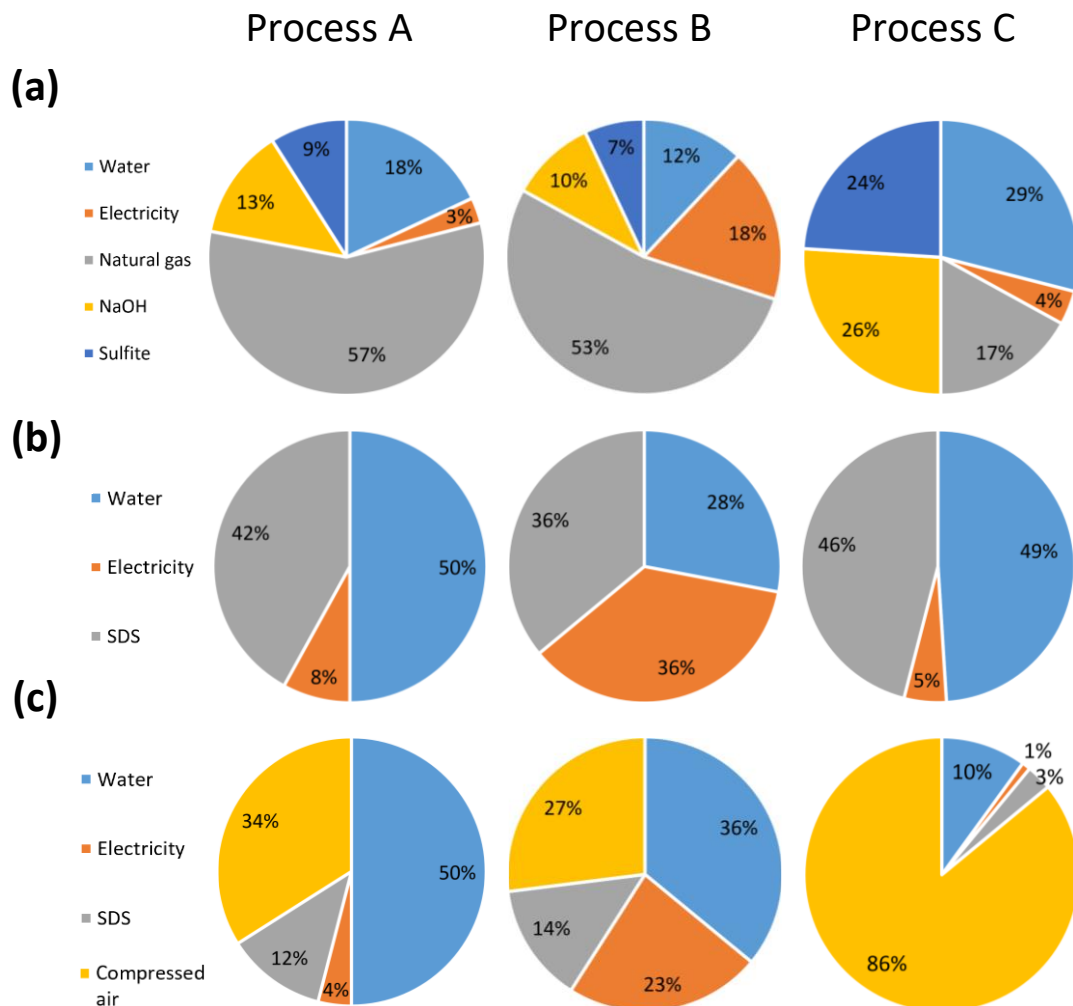 Process A Process B Process C
(a)
Water
Electricity
Natural gas
NaOH
Sulfite
9% 18% 3% 57% 13%
7% 12% 18% 53% 10%
24% 29% 4% 17% 26%
(b)
Water
Electricity
SDS
42% 50% 8%
36% 28% 36%
46% 49% 5%
(c)
Water
Electricity
SDS
Compressed
air
34% 50% 4% 12%
27% 36% 23% 14%
10% 1% 3% 86%